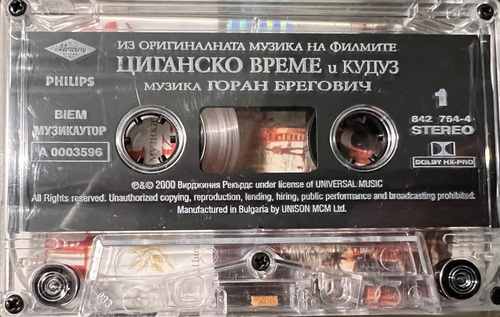 Mercury
ИЗ ОРИГИНАЛНАТА МУЗИКА НА ФИЛМИТЕ
PHILIPS
ЦИГАНСКО ВРЕМЕ и КУДУЗ
МУЗИКА ГОРАН БРЕГОВИЧ
1
BIEM
МУЗИКАУТОР
A 0003596
842 764-4
STEREO
DOLBY HX-PRO
℗&© 2000 Вирджиния Рекърдс under license of UNIVERSAL MUSIC
All Rights reserved. Unauthorized copying, reproduction, lending, hiring, public performance and broadcasting prohibited.
Manufactured in Bulgaria by UNISON MCM Ltd.